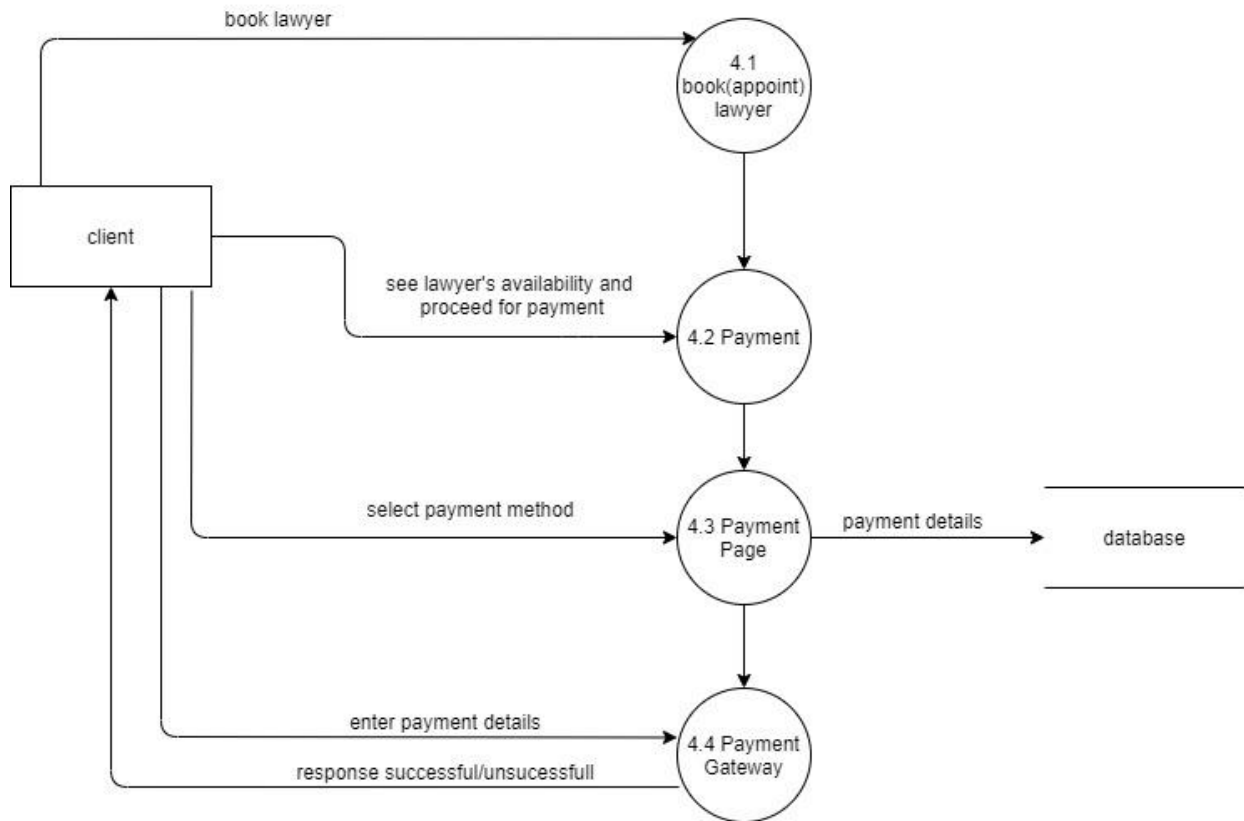 book lawyer
4.1
book(appoint)
lawyer
client
see lawyer's availability and
proceed for payment
4.2 Payment
select payment method
4.3 Payment
Page
payment details
database
enter payment details
4.4 Payment
Gateway
response successful/unsucessfull